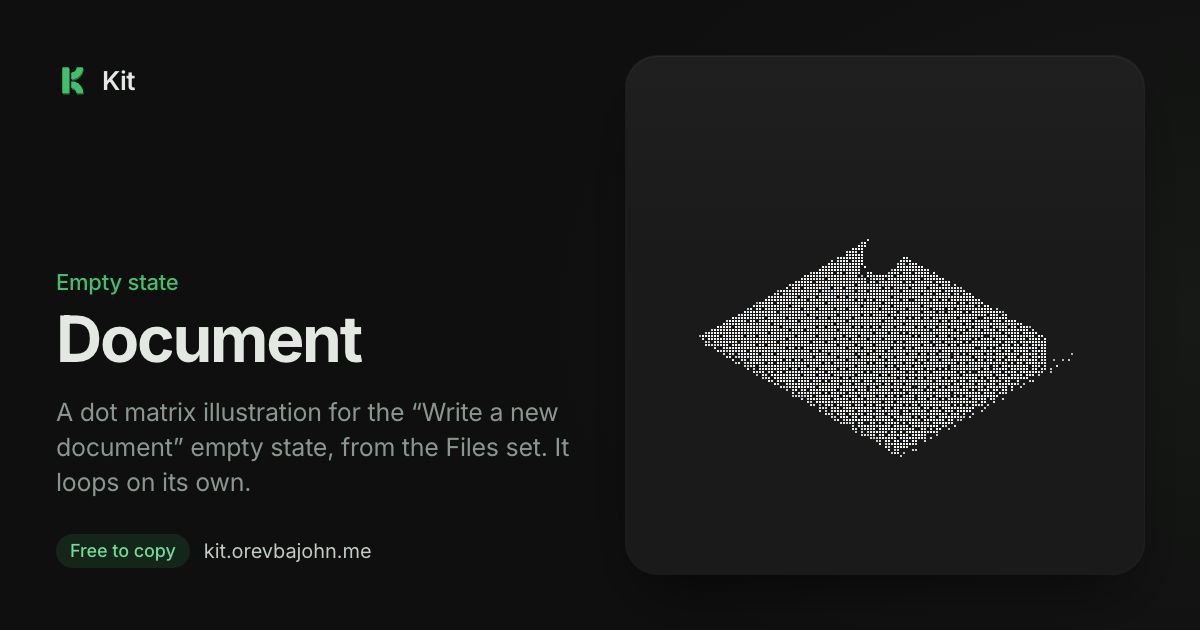 Kit
Empty state
Document
A dot matrix illustration for the “Write a new
document” empty state, from the Files set. It
loops on its own.
Free to copy
kit.orevbajohn.me